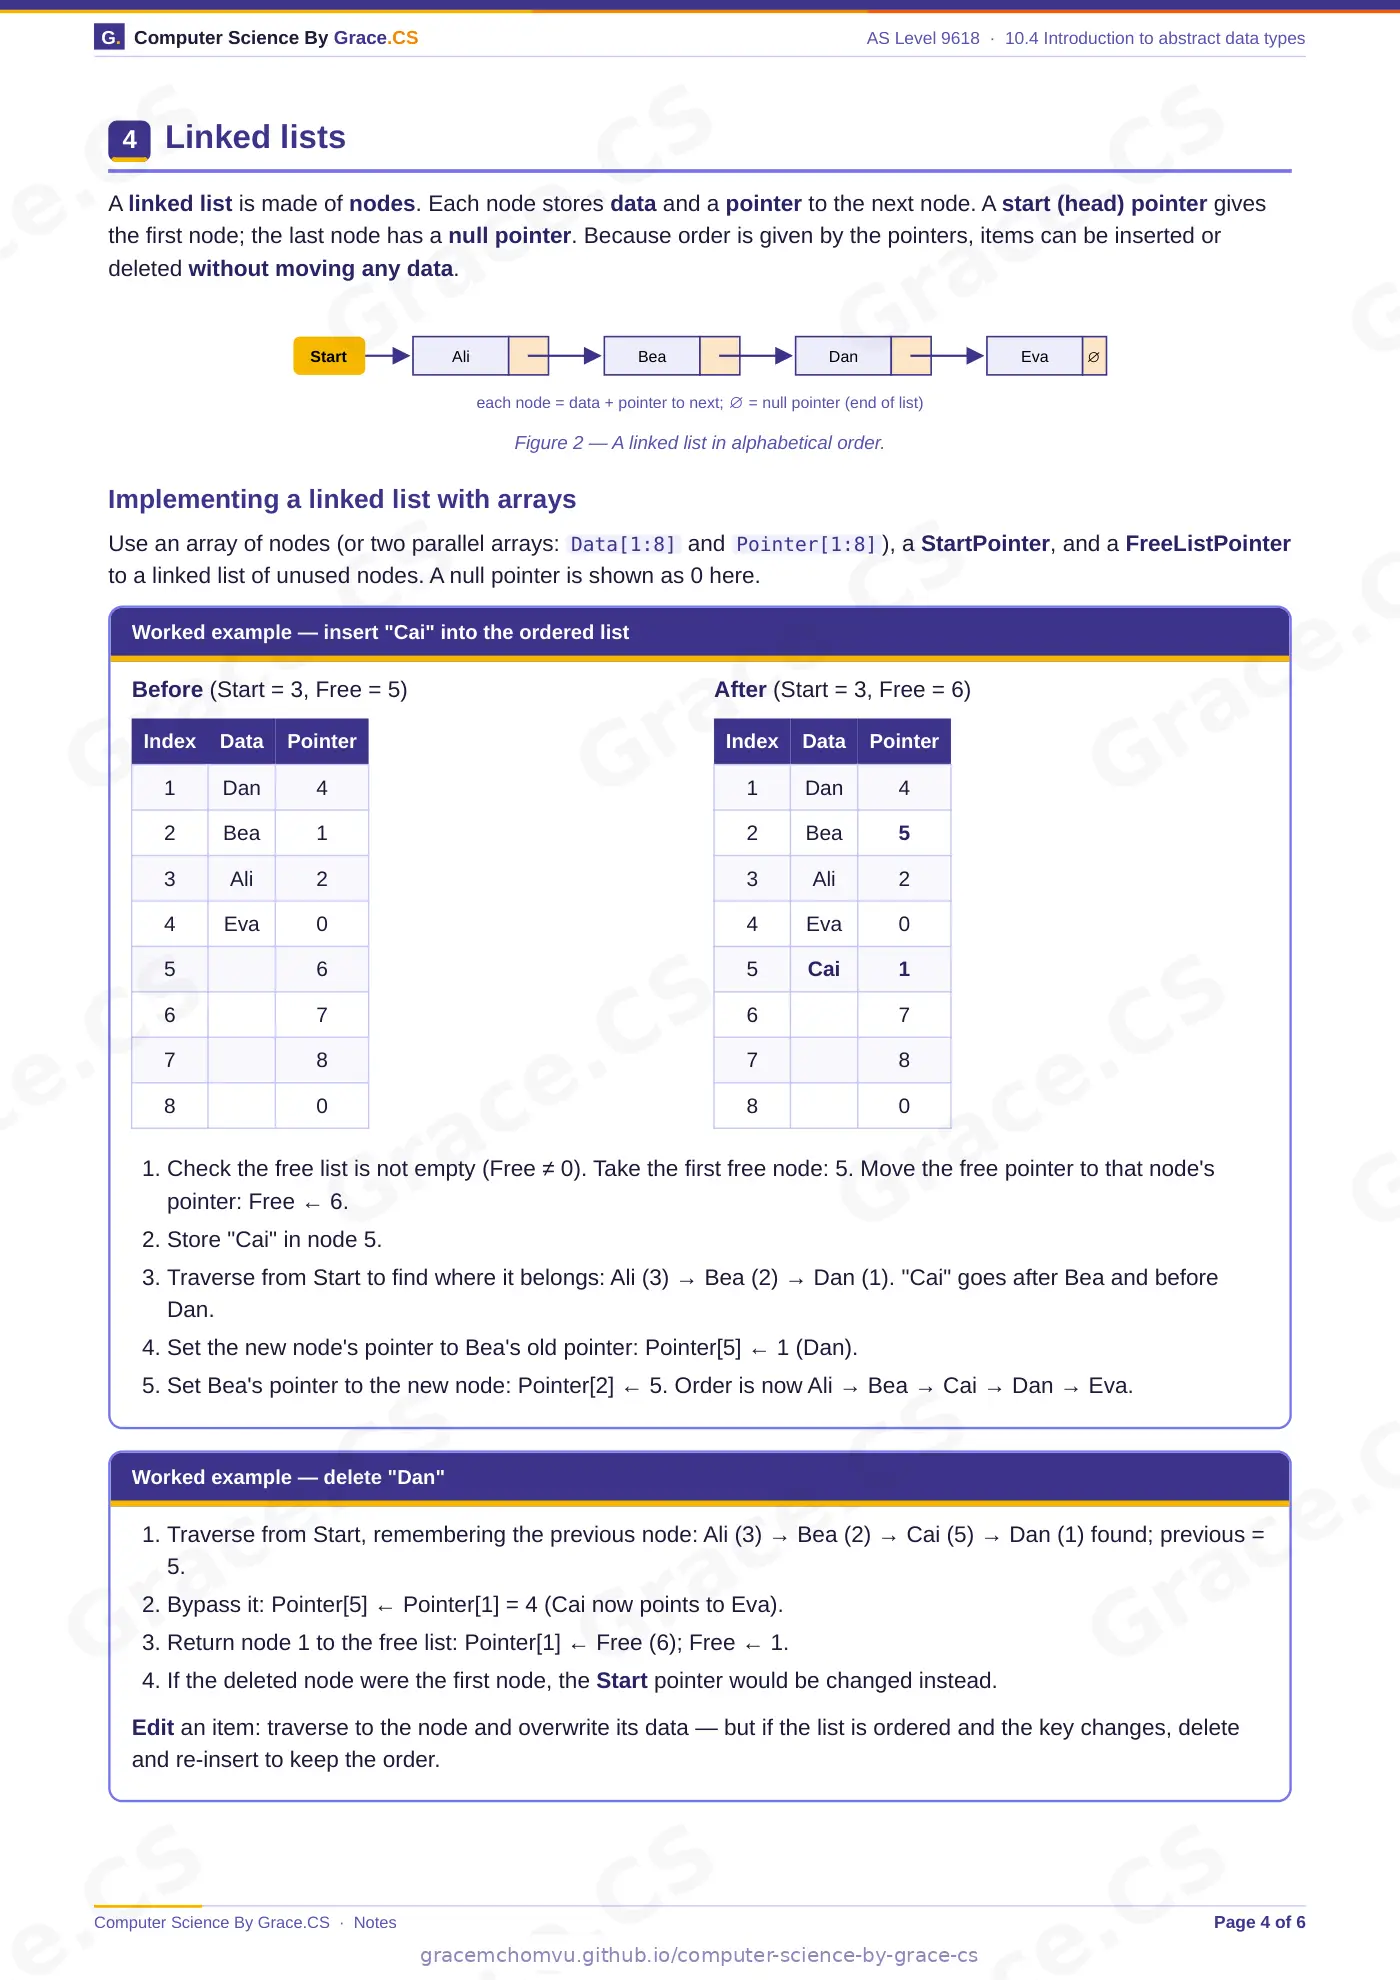 G. Computer Science By Grace.CS
AS Level 9618 · 10.4 Introduction to abstract data types
4 Linked lists
A linked list is made of nodes. Each node stores data and a pointer to the next node. A start (head) pointer gives
the first node; the last node has a null pointer. Because order is given by the pointers, items can be inserted or
deleted without moving any data.
Start Ali Bea Dan Eva ∅
each node = data + pointer to next; ∅ = null pointer (end of list)
Figure 2 — A linked list in alphabetical order.
Implementing a linked list with arrays
Use an array of nodes (or two parallel arrays: Data[1:8] and Pointer[1:8]), a StartPointer, and a FreeListPointer
to a linked list of unused nodes. A null pointer is shown as 0 here.
Worked example — insert "Cai" into the ordered list
Before (Start = 3, Free = 5)
Index Data Pointer
1 Dan 4
2 Bea 1
3 Ali 2
4 Eva 0
5 6
6 7
7 8
8 0
After (Start = 3, Free = 6)
Index Data Pointer
1 Dan 4
2 Bea 5
3 Ali 2
4 Eva 0
5 Cai 1
6 7
7 8
8 0
1. Check the free list is not empty (Free ≠ 0). Take the first free node: 5. Move the free pointer to that node's
pointer: Free ← 6.
2. Store "Cai" in node 5.
3. Traverse from Start to find where it belongs: Ali (3) → Bea (2) → Dan (1). "Cai" goes after Bea and before
Dan.
4. Set the new node's pointer to Bea's old pointer: Pointer[5] ← 1 (Dan).
5. Set Bea's pointer to the new node: Pointer[2] ← 5. Order is now Ali → Bea → Cai → Dan → Eva.
Worked example — delete "Dan"
1. Traverse from Start, remembering the previous node: Ali (3) → Bea (2) → Cai (5) → Dan (1) found; previous =
5.
2. Bypass it: Pointer[5] ← Pointer[1] = 4 (Cai now points to Eva).
3. Return node 1 to the free list: Pointer[1] ← Free (6); Free ← 1.
4. If the deleted node were the first node, the Start pointer would be changed instead.
Edit an item: traverse to the node and overwrite its data — but if the list is ordered and the key changes, delete
and re-insert to keep the order.
Computer Science By Grace.CS · Notes
Page 4 of 6
gracemchomvu.github.io/computer-science-by-grace-cs